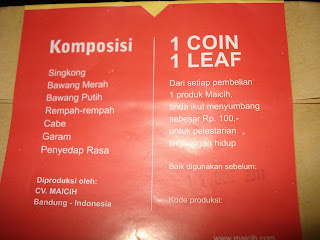 Komposisi
Singkong
Bawang Merah
Bawang Putih
Rempah-rempah
Cabe
Garam
Penyedap Rasa
Diproduksi oleh:
CV. MAICIH
Bandung - Indonesia
1 COIN
1 LEAF
Dari setiap pembelian
1 produk Maicih,
anda ikut menyumbang
sebesar Rp. 100,-
untuk pelestarian
lingkungan hidup
Baik digunakan sebelum:
Kode produksi:
www.maicih.com